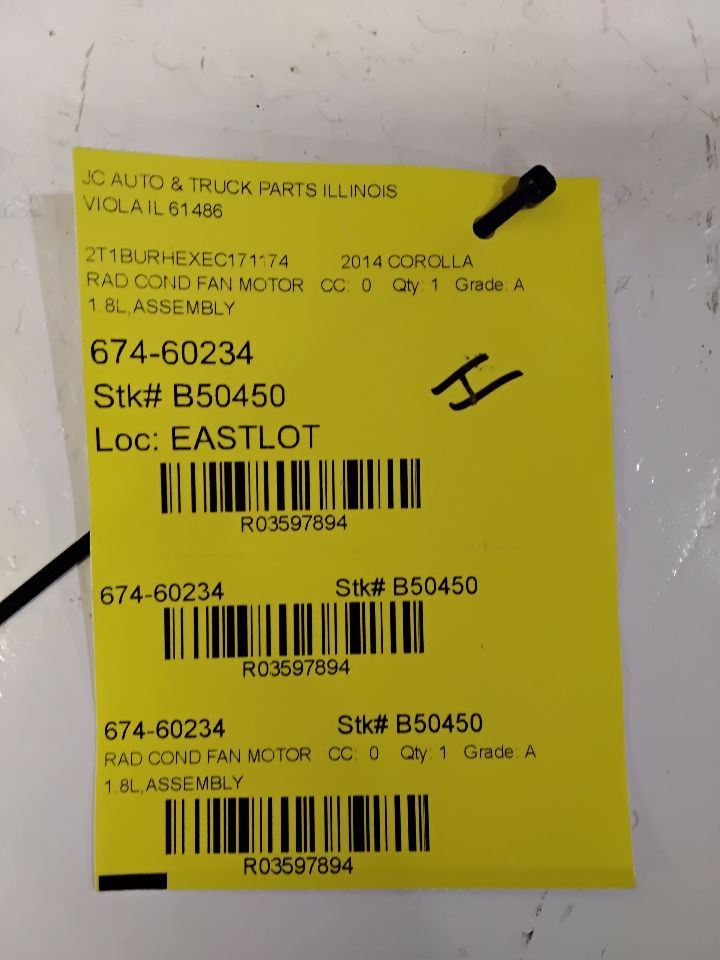 JC AUTO & TRUCK PARTS ILLINOIS
VIOLA IL 61486
2T1BURHEXEC171174 2014 COROLLA
RAD COND FAN MOTOR CC: 0 Qty: 1 Grade: A
1.8L,ASSEMBLY
674-60234
Stk# B50450
H
Loc: EASTLOT
R03597894
674-60234 Stk# B50450
R03597894
674-60234 Stk# B50450
RAD COND FAN MOTOR CC: 0 Qty: 1 Grade: A
1.8L,ASSEMBLY
R03597894